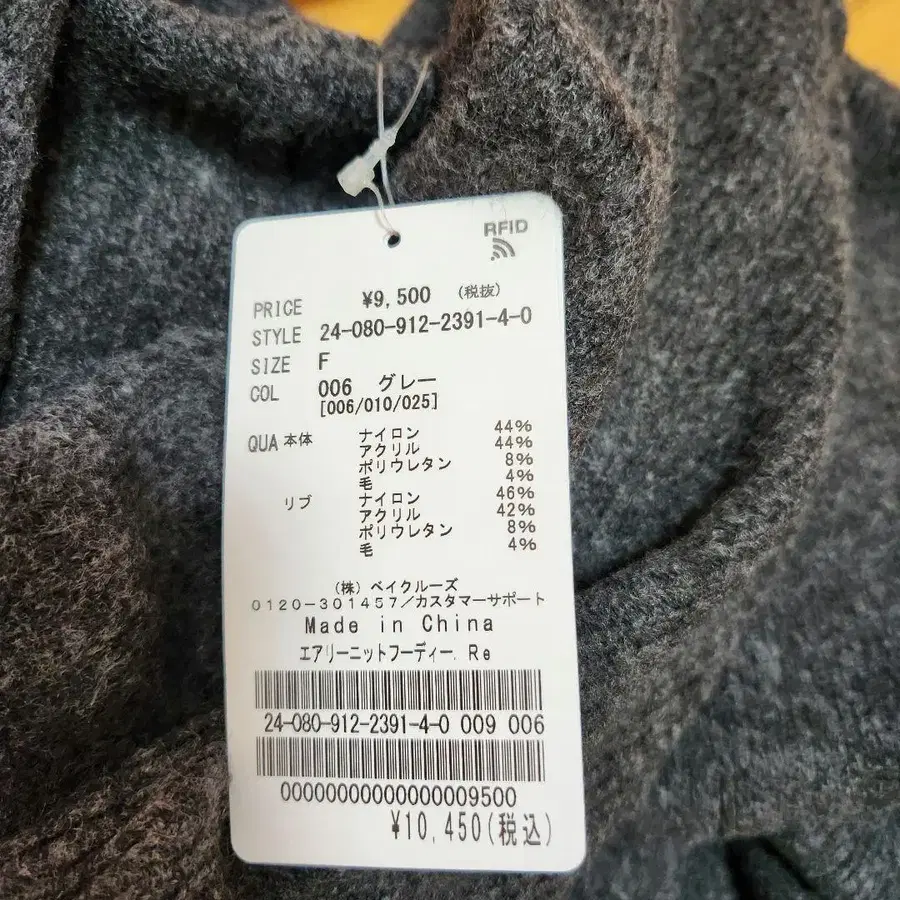 RFID
PRICE ¥9,500 (税抜)
STYLE 24-080-912-2391-4-0
SIZE F
COL 006 グレー
[006/010/025]
QUA 本体 ナイロン 44%
アクリル 44%
ポリウレタン 8%
毛 4%
リブ ナイロン 46%
アクリル 42%
ポリウレタン 8%
毛 4%
(株) ベイクルーズ
0120-301457/カスタマーサポート
Made in China
エアリーニットフーディー. Re
24-080-912-2391-4-0 009 006
00000000000000009500
¥10,450(税込)